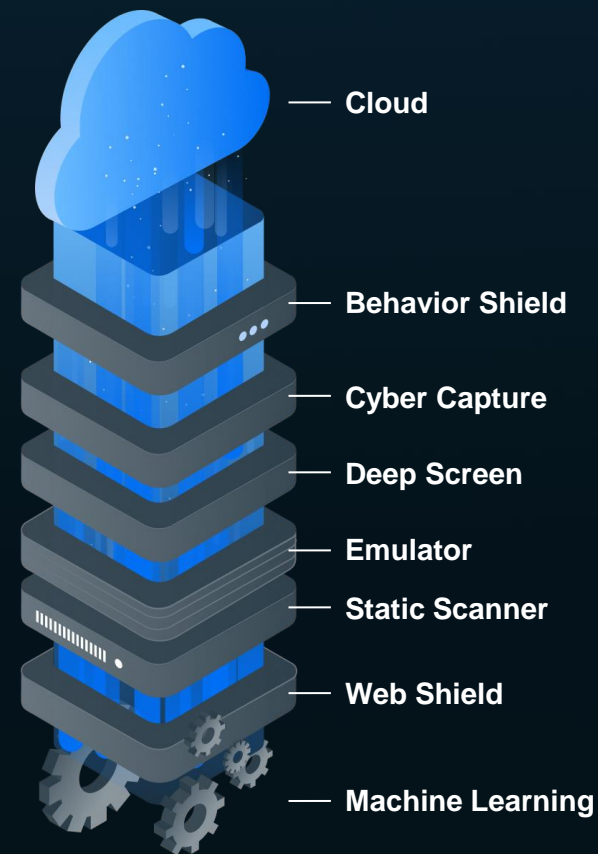 Cloud
Behavior Shield
Cyber Capture
Deep Screen
Emulator
Static Scanner
Web Shield
Machine Learning